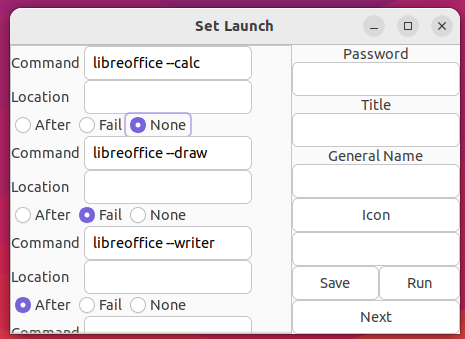 Set Launch
Command libreoffice --calc
Location
After Fail None
Command libreoffice --draw
Location
After Fail None
Command libreoffice --writer
Location
After Fail None
Command
Password
Title
General Name
Icon
Save Run
Next